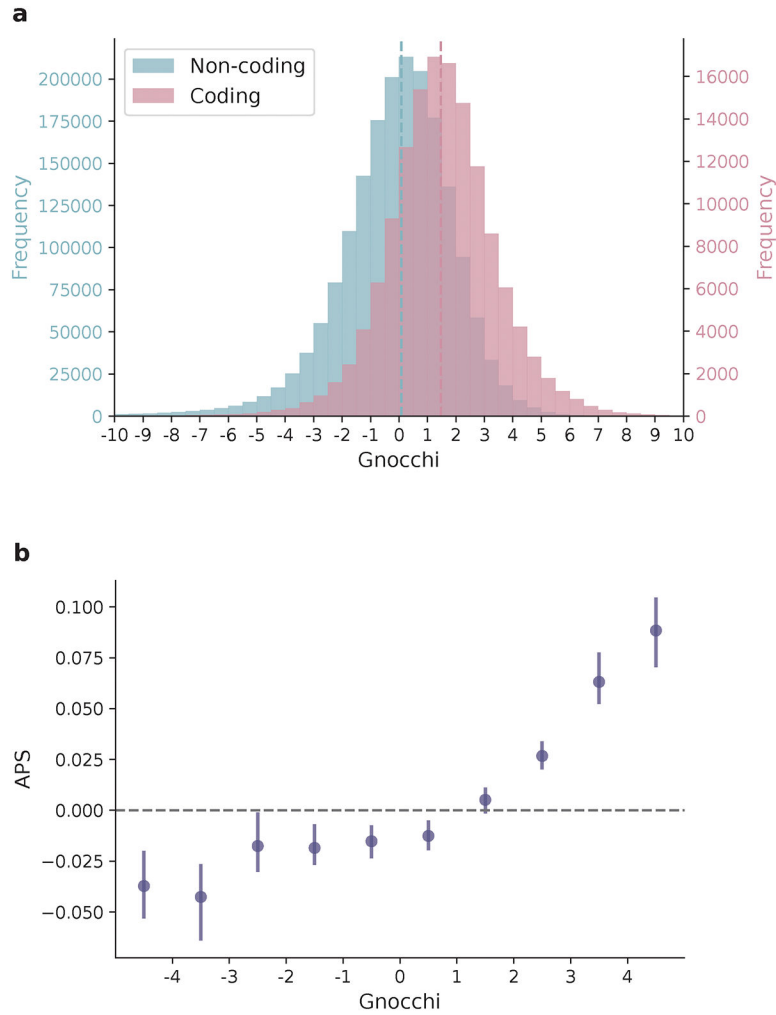 a
Non-coding
Coding
200000
175000
150000
125000
100000
75000
50000
25000
0
Frequency
16000
14000
12000
10000
8000
6000
4000
2000
0
Frequency
-10 -9 -8 -7 -6 -5 -4 -3 -2 -1 0 1 2 3 4 5 6 7 8 9 10
Gnocchi
b
0.100
0.075
0.050
0.025
0.000
−0.025
−0.050
APS
-4 -3 -2 -1 0 1 2 3 4
Gnocchi